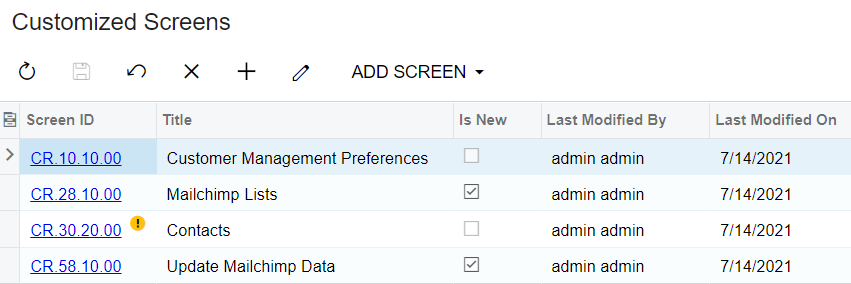 Customized Screens
ADD SCREEN
Screen ID Title Is New Last Modified By Last Modified On
CR.10.10.00 Customer Management Preferences admin admin 7/14/2021
CR.28.10.00 Mailchimp Lists admin admin 7/14/2021
CR.30.20.00 Contacts admin admin 7/14/2021
CR.58.10.00 Update Mailchimp Data admin admin 7/14/2021